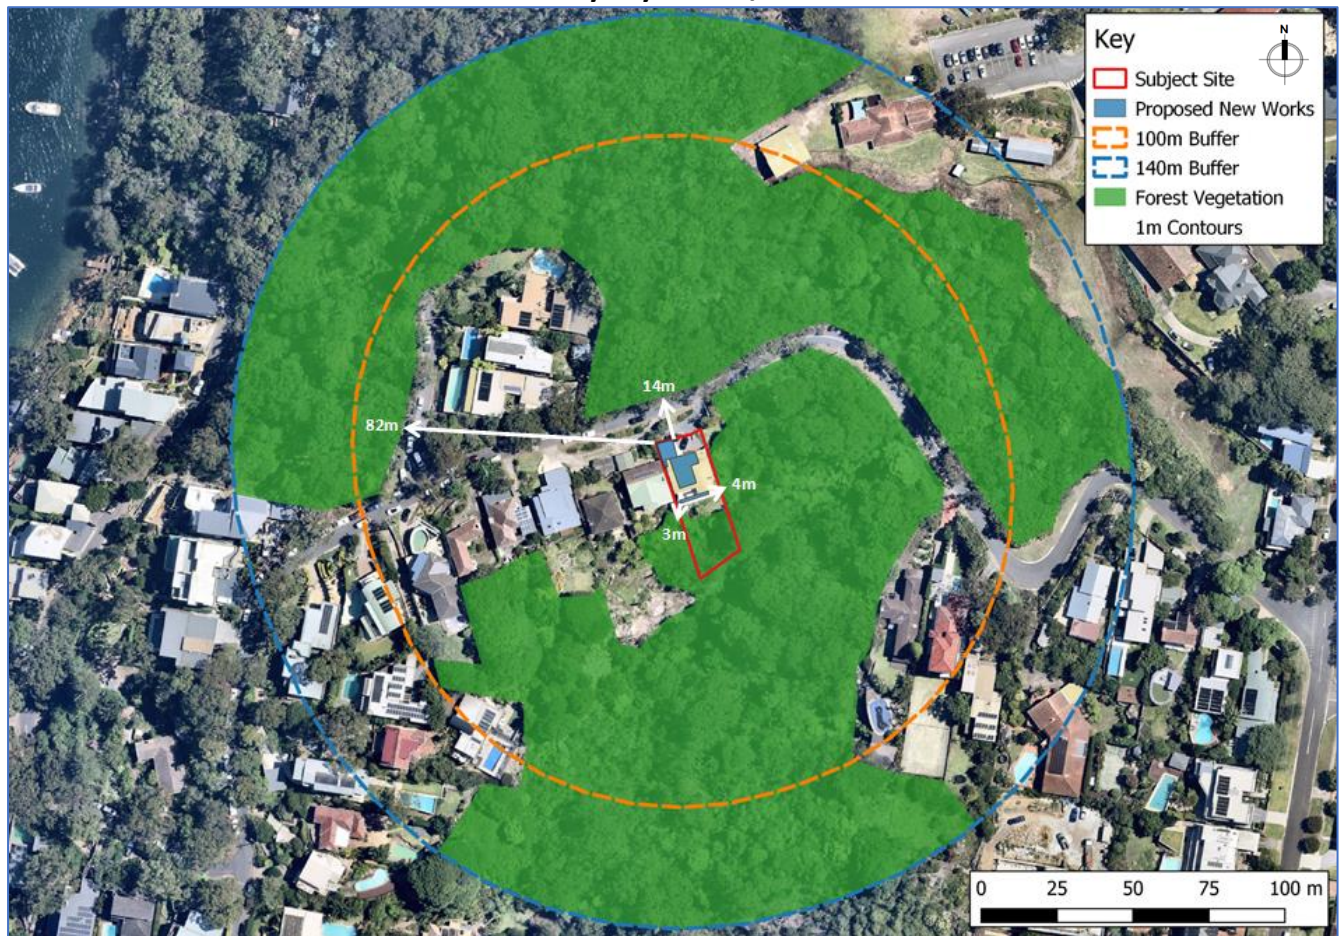 Key
N
Subject Site
Proposed New Works
100m Buffer
140m Buffer
Forest Vegetation
1m Contours
14m
82m
4m
3m
0 25 50 75 100 m